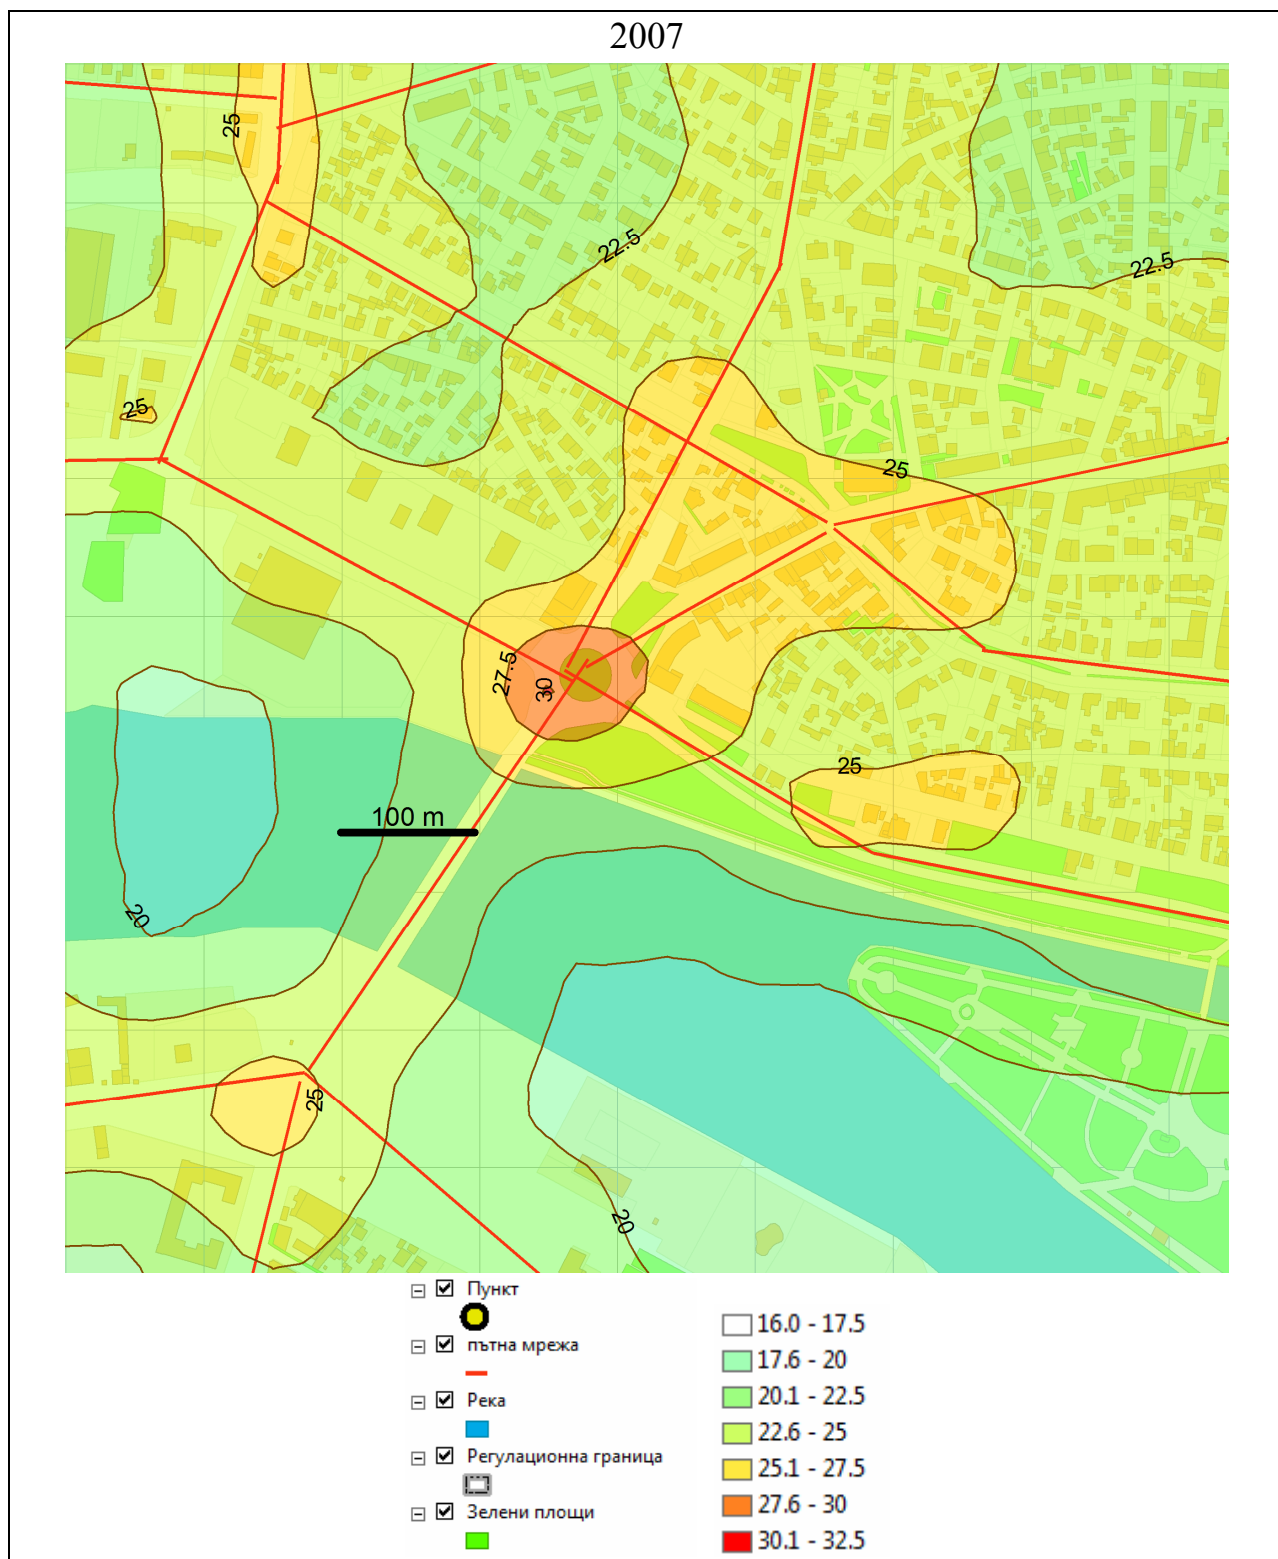 2007
25
22.5
22.5
25
25
27.5
30
25
100 m
20
25
20
Пункт
пътна мрежа
Река
Регулационна граница
Зелени площи
16.0 - 17.5
17.6 - 20
20.1 - 22.5
22.6 - 25
25.1 - 27.5
27.6 - 30
30.1 - 32.5